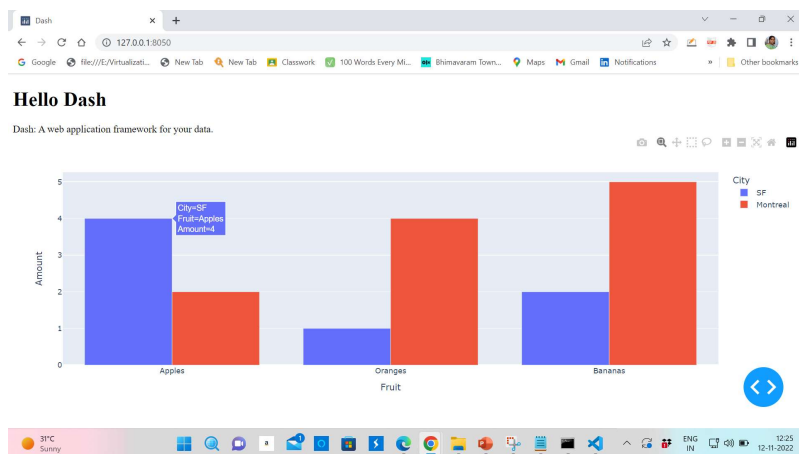 Dash
127.0.0.1:8050
Google file:///E:/Virtualizati... New Tab New Tab Classwork 100 Words Every Mi... Bhimavaram Town... Maps Gmail Notifications » Other bookmarks
Hello Dash
Dash: A web application framework for your data.
City
SF
Montreal
City=SF
Fruit=Apples
Amount=4
Amount
5
4
3
2
1
0
Apples Oranges Bananas
Fruit
31°C
Sunny
ENG
IN
12:25
12-11-2022